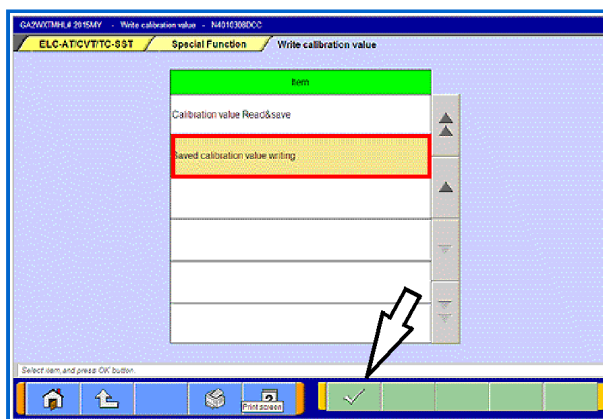 GA2WXTMHL# 2015MY - Write calibration value - N4010308DCC
ELC-AT/CVT/TC-SST Special Function Write calibration value
Item
Calibration value Read&save
Saved calibration value writing
Select item, and press OK button.
Print screen